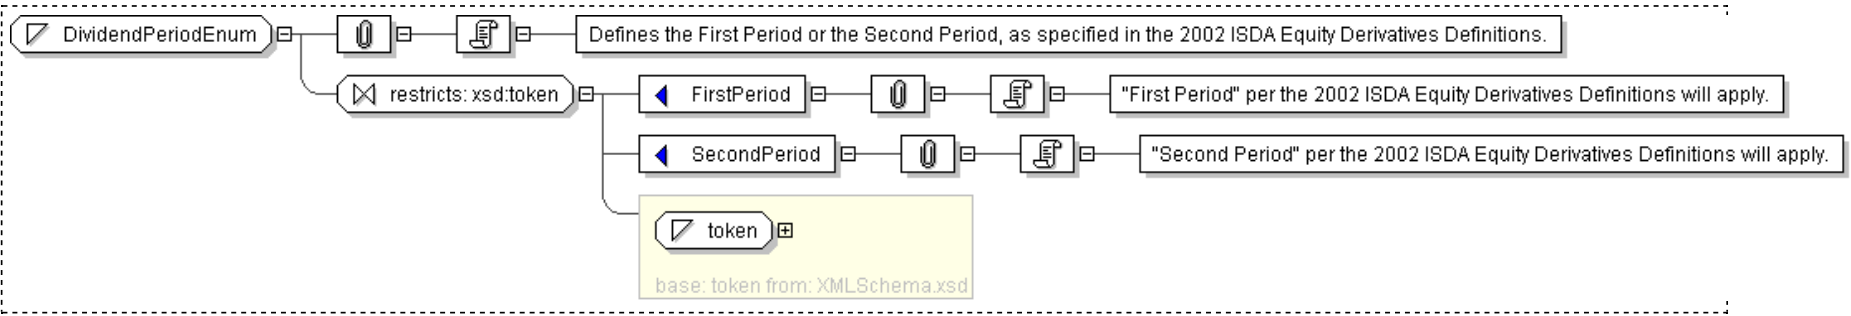 DividendPeriodEnum
Defines the First Period or the Second Period, as specified in the 2002 ISDA Equity Derivatives Definitions.
restricts: xsd:token
FirstPeriod
"First Period" per the 2002 ISDA Equity Derivatives Definitions will apply.
SecondPeriod
"Second Period" per the 2002 ISDA Equity Derivatives Definitions will apply.
token
base: token from: XMLSchema.xsd